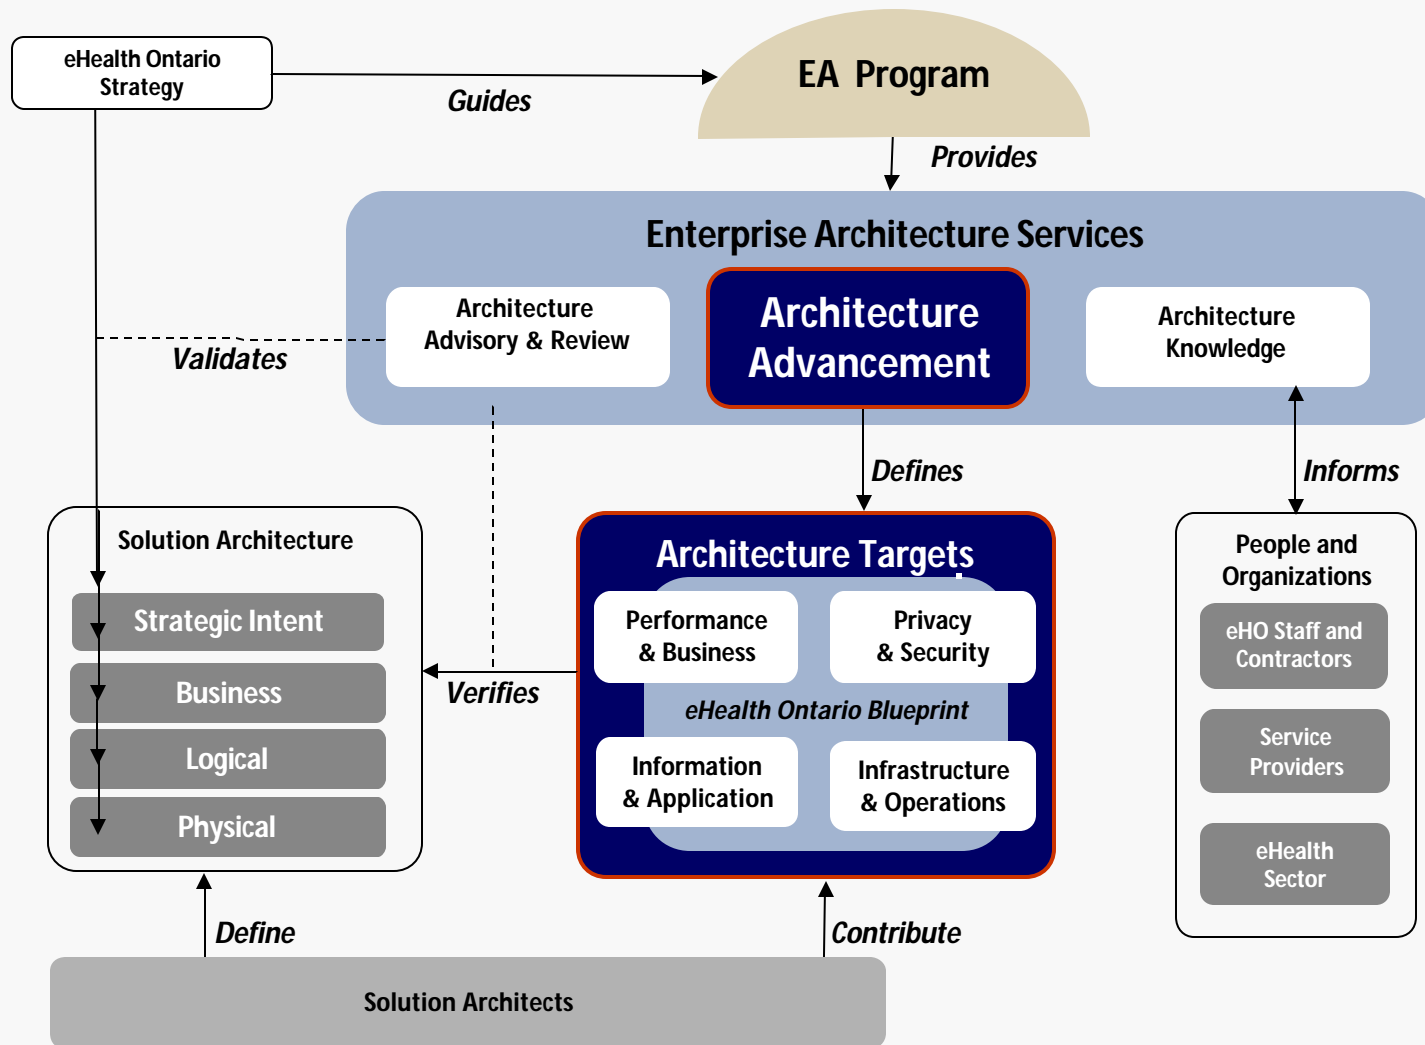 eHealth Ontario
Strategy
Guides
EA Program
Provides
Enterprise Architecture Services
Architecture
Advisory & Review
Architecture
Advancement
Architecture
Knowledge
Validates
Defines
Informs
Solution Architecture
Strategic Intent
Business
Logical
Physical
Verifies
Architecture Targets
Performance
& Business
Privacy
& Security
eHealth Ontario Blueprint
Information
& Application
Infrastructure
& Operations
People and
Organizations
eHO Staff and
Contractors
Service
Providers
eHealth
Sector
Define
Contribute
Solution Architects